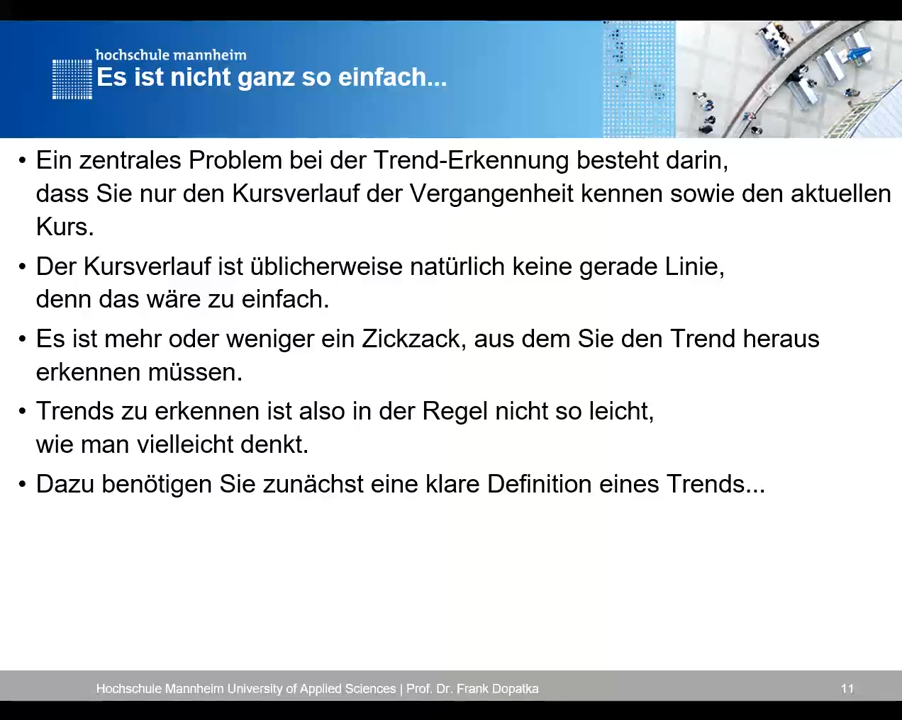 hochschule mannheim
Es ist nicht ganz so einfach...
• Ein zentrales Problem bei der Trend-Erkennung besteht darin,
dass Sie nur den Kursverlauf der Vergangenheit kennen sowie den aktuellen
Kurs.
• Der Kursverlauf ist üblicherweise natürlich keine gerade Linie,
denn das wäre zu einfach.
• Es ist mehr oder weniger ein Zickzack, aus dem Sie den Trend heraus
erkennen müssen.
• Trends zu erkennen ist also in der Regel nicht so leicht,
wie man vielleicht denkt.
• Dazu benötigen Sie zunächst eine klare Definition eines Trends...
Hochschule Mannheim University of Applied Sciences | Prof. Dr. Frank Dopatka
11